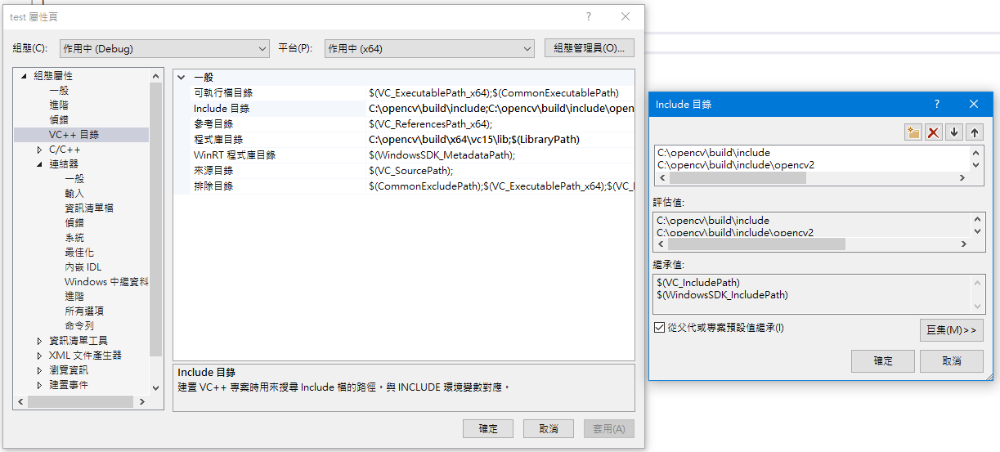 test 屬性頁
組態(C):
作用中 (Debug)
平台(P):
作用中 (x64)
組態管理員(O)...
組態屬性
一般
進階
偵錯
VC++ 目錄
C/C++
連結器
一般
輸入
資訊清單檔
偵錯
系統
最佳化
內嵌 IDL
Windows 中繼資料
進階
所有選項
命令列
資訊清單工具
XML 文件產生器
瀏覽資訊
建置事件
一般
可執行檔目錄 $(VC_ExecutablePath_x64);$(CommonExecutablePath)
Include 目錄 C:\opencv\build\include;C:\opencv\build\include\open
參考目錄 $(VC_ReferencesPath_x64);
程式庫目錄 C:\opencv\build\x64\vc15\lib;$(LibraryPath)
WinRT 程式庫目錄 $(WindowsSDK_MetadataPath);
來源目錄 $(VC_SourcePath);
排除目錄 $(CommonExcludePath);$(VC_ExecutablePath_x64);$(VC_
Include 目錄
建置 VC++ 專案時用來搜尋 Include 檔的路徑。與 INCLUDE 環境變數對應。
確定
取消
套用(A)
Include 目錄
C:\opencv\build\include
C:\opencv\build\include\opencv2
評估值:
C:\opencv\build\include
C:\opencv\build\include\opencv2
繼承值:
$(VC_IncludePath)
$(WindowsSDK_IncludePath)
從父代或專案預設值繼承(I)
巨集(M)>>
確定
取消